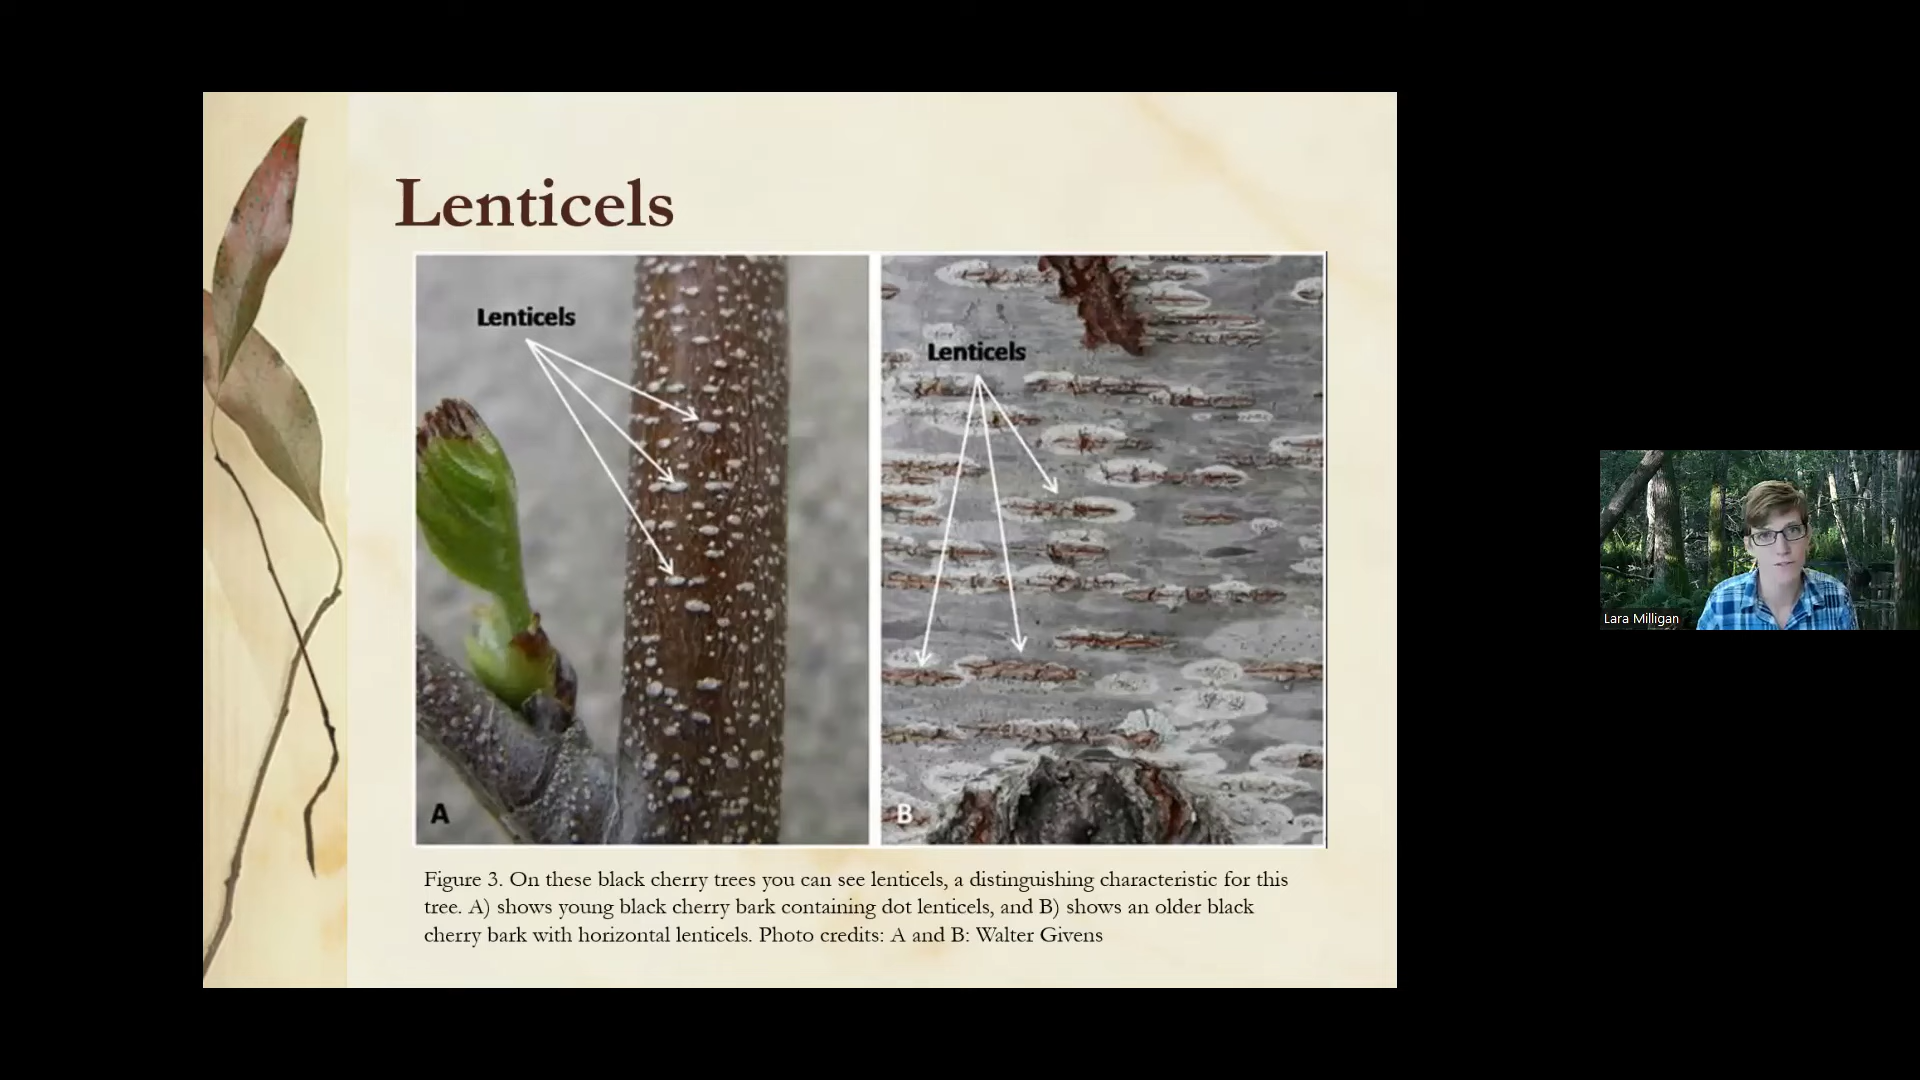 Lenticels
Lenticels
Lenticels
A
B
Figure 3. On these black cherry trees you can see lenticels, a distinguishing characteristic for this
tree. A) shows young black cherry bark containing dot lenticels, and B) shows an older black
cherry bark with horizontal lenticels. Photo credits: A and B: Walter Givens
Lara Milligan